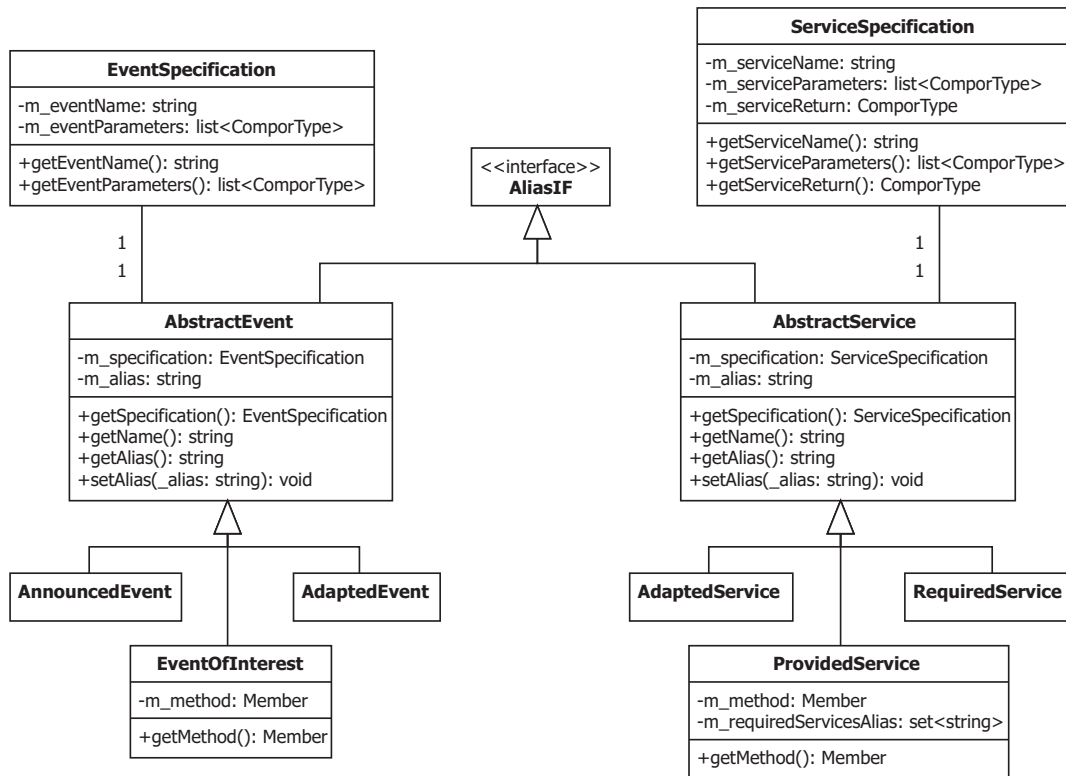 EventSpecification
-m_eventName: string
-m_eventParameters: list<ComporType>
+getEventName(): string
+getEventParameters(): list<ComporType>
ServiceSpecification
-m_serviceName: string
-m_serviceParameters: list<ComporType>
-m_serviceReturn: ComporType
+getServiceName(): string
+getServiceParameters(): list<ComporType>
+getServiceReturn(): ComporType
<<interface>>
AliasIF
1
1
1
1
AbstractEvent
-m_specification: EventSpecification
-m_alias: string
+getSpecification(): EventSpecification
+getName(): string
+getAlias(): string
+setAlias(_alias: string): void
AbstractService
-m_specification: ServiceSpecification
-m_alias: string
+getSpecification(): ServiceSpecification
+getName(): string
+getAlias(): string
+setAlias(_alias: string): void
AnnouncedEvent
AdaptedEvent
AdaptedService
RequiredService
EventOfInterest
-m_method: Member
+getMethod(): Member
ProvidedService
-m_method: Member
-m_requiredServicesAlias: set<string>
+getMethod(): Member